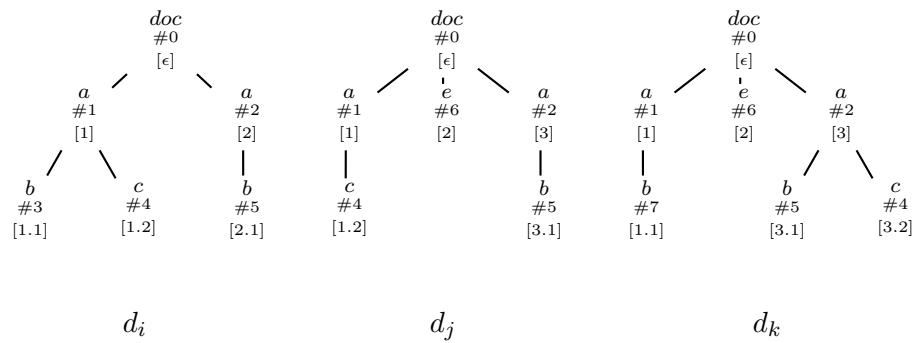 doc doc doc
#0 #0 #0
[ϵ] [ϵ] [ϵ]
a a a e a a e a
#1 #2 #1 #6 #2 #1 #6 #2
[1] [2] [1] [2] [3] [1] [2] [3]
b c b c b b b c
#3 #4 #5 #4 #5 #7 #5 #4
[1.1] [1.2] [2.1] [1.2] [3.1] [1.1] [3.1] [3.2]
d_i d_j d_k